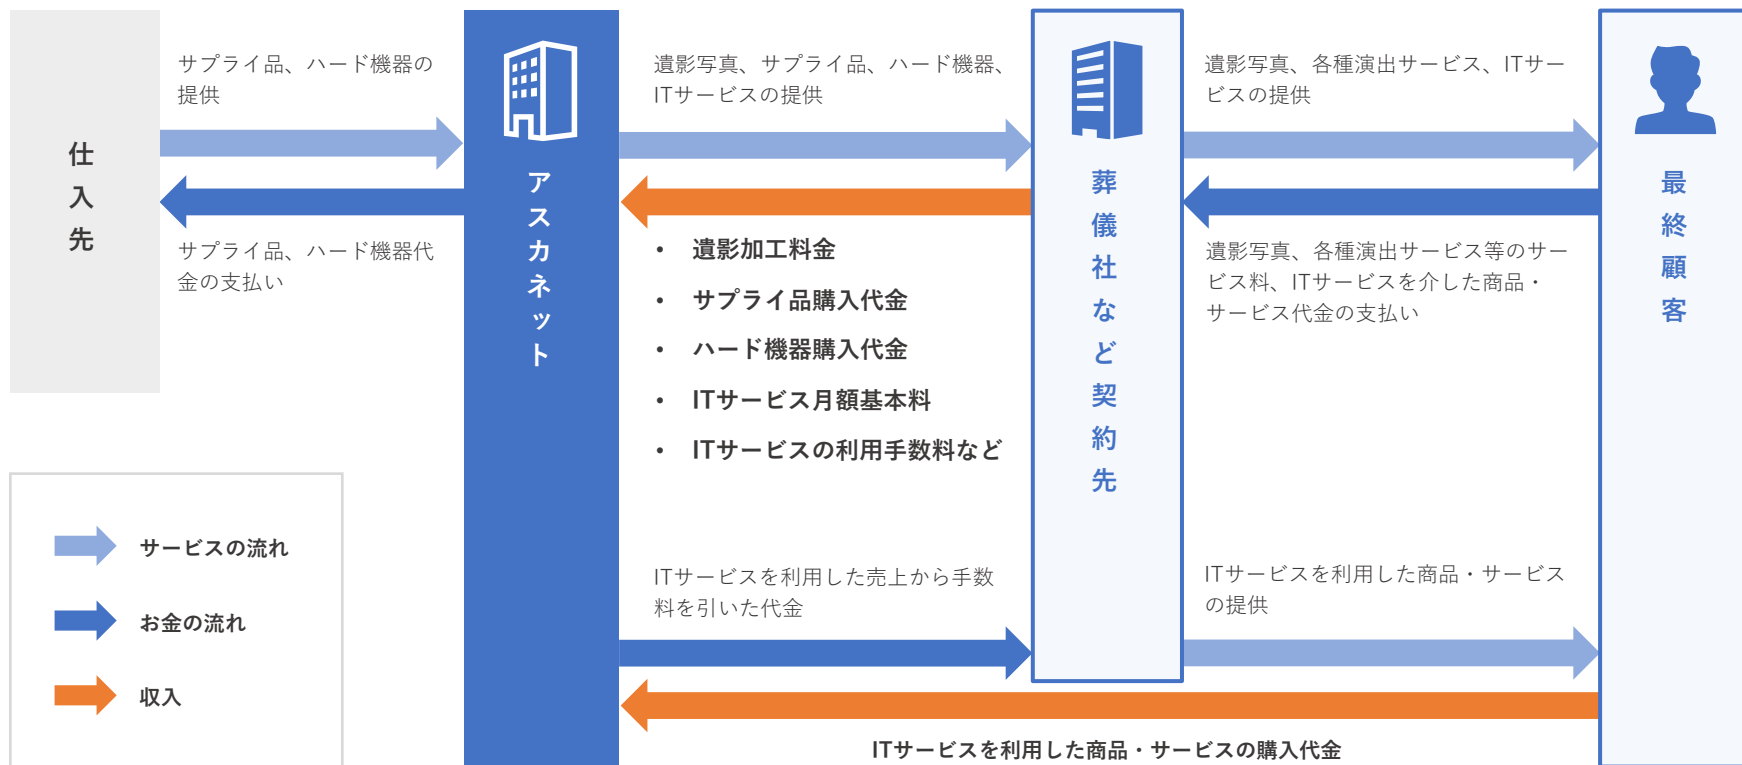 仕入先
サプライ品、ハード機器の
提供
サプライ品、ハード機器代
金の支払い
アスカネット
遺影写真、サプライ品、ハード機器、
ITサービスの提供
• 遺影加工料金
• サプライ品購入代金
• ハード機器購入代金
• ITサービス月額基本料
• ITサービスの利用手数料など
ITサービスを利用した売上から手数
料を引いた代金
葬儀社など契約先
遺影写真、各種演出サービス、ITサー
ビスの提供
遺影写真、各種演出サービス等のサー
ビス料、ITサービスを介した商品・
サービス代金の支払い
ITサービスを利用した商品・サービス
の提供
最終顧客
ITサービスを利用した商品・サービスの購入代金
サービスの流れ
お金の流れ
収入